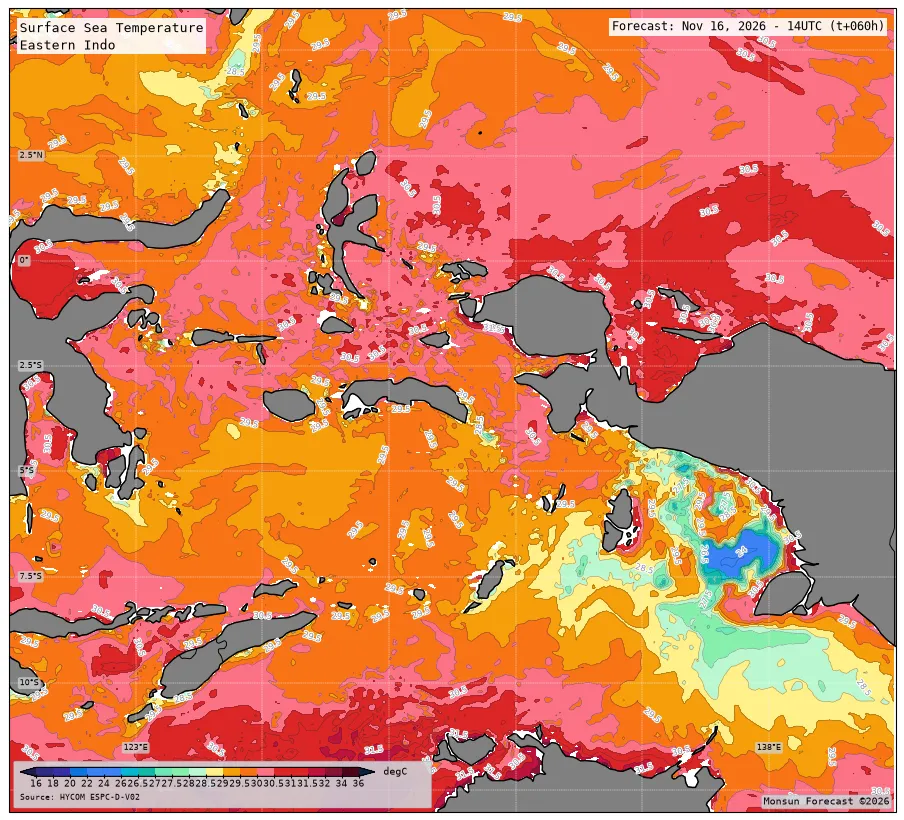 Surface Sea Temperature
Eastern Indo
Forecast: Nov 16, 2026 - 14UTC (t+060h)
2.5°N
0°
2.5°S
5°S
7.5°S
10°S
123°E
138°E
16 18 20 22 24 26 26.5 27 27.5 28 28.5 29 29.5 30 30.5 31 31.5 32 34 36
degC
Source: HYCOM ESPC-D-V02
Monsun Forecast ©2026